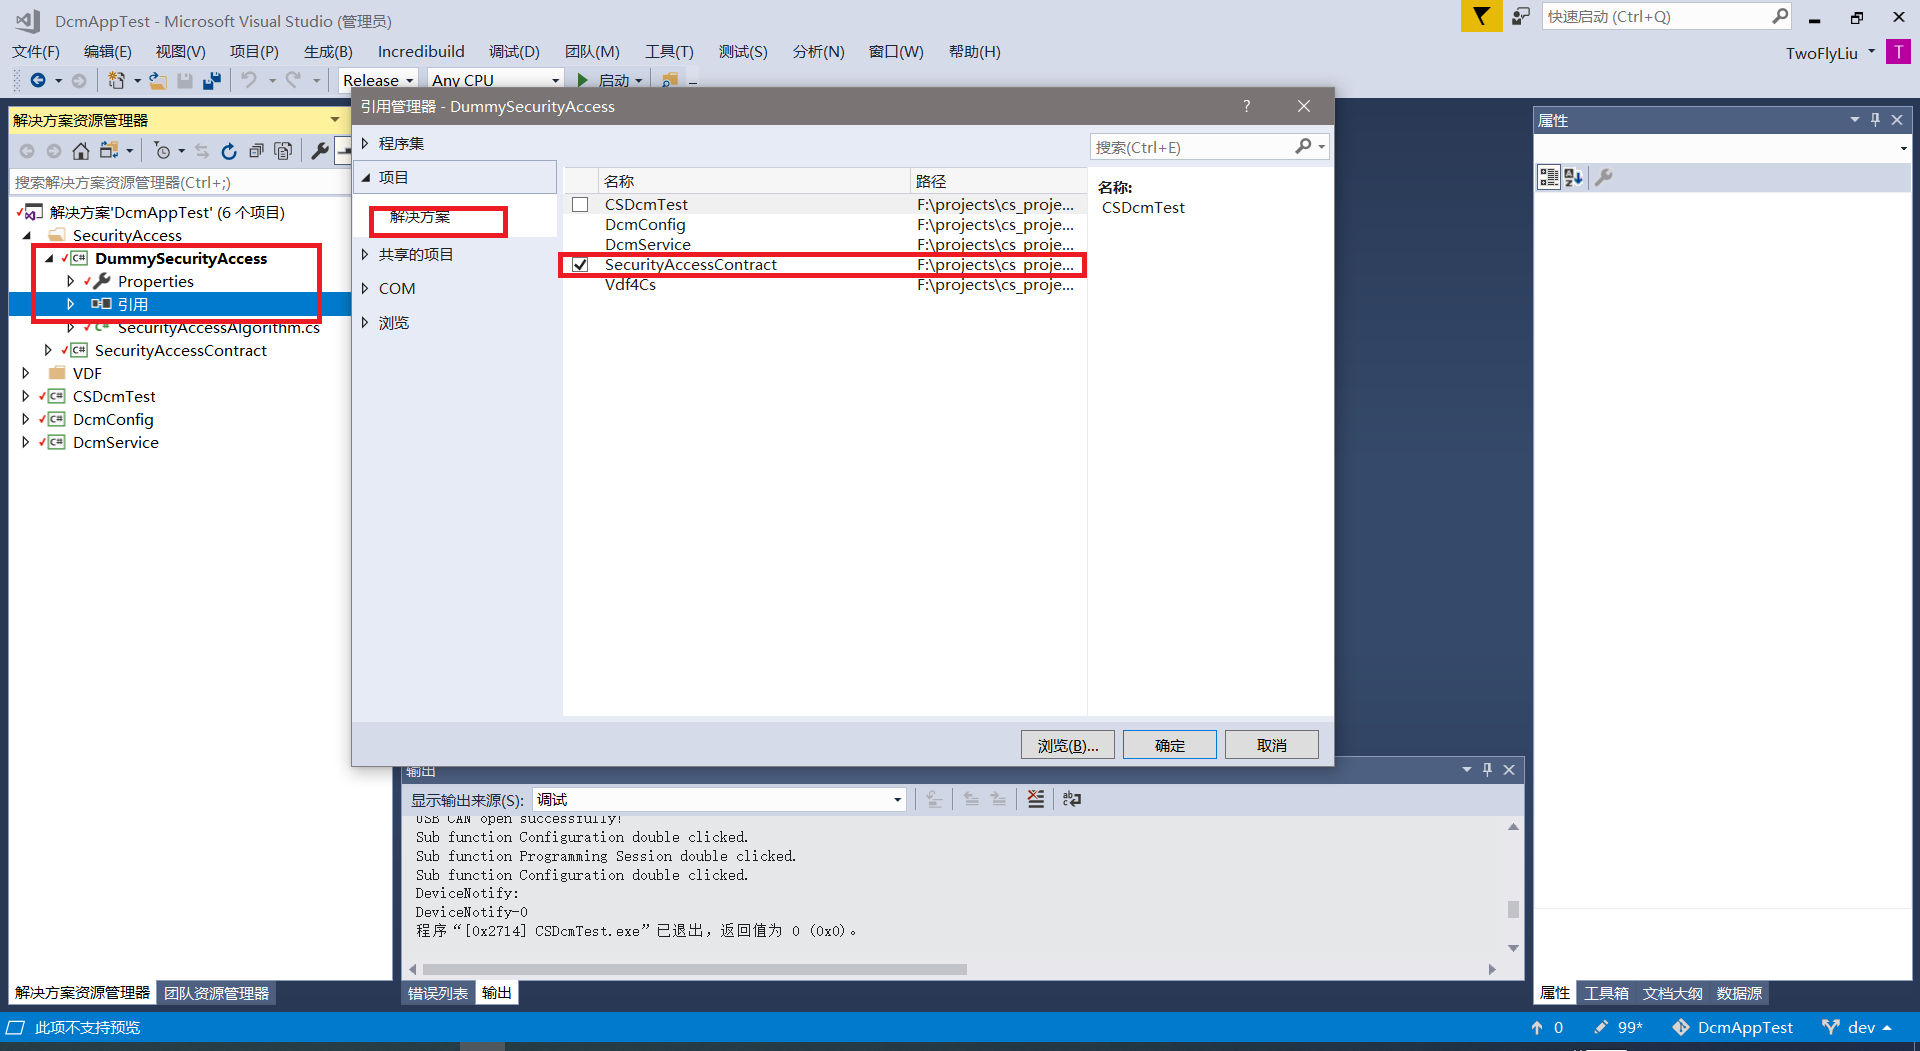 DcmAppTest - Microsoft Visual Studio (管理员)
快速启动 (Ctrl+Q)
文件(F) 编辑(E) 视图(V) 项目(P) 生成(B) Incredibuild 调试(D) 团队(M) 工具(T) 测试(S) 分析(N) 窗口(W) 帮助(H)
TwoFlyLiu T
Release Any CPU 启动
解决方案资源管理器
搜索解决方案资源管理器(Ctrl+;)
解决方案'DcmAppTest' (6 个项目)
SecurityAccess
DummySecurityAccess
Properties
引用
SecurityAccessAlgorithm.cs
SecurityAccessContract
VDF
CSDcmTest
DcmConfig
DcmService
解决方案资源管理器 团队资源管理器
引用管理器 - DummySecurityAccess
程序集
项目
解决方案
共享的项目
COM
浏览
搜索(Ctrl+E)
名称 路径
CSDcmTest F:\projects\cs_proje...
DcmConfig F:\projects\cs_proje...
DcmService F:\projects\cs_proje...
SecurityAccessContract F:\projects\cs_proje...
Vdf4Cs F:\projects\cs_proje...
名称:
CSDcmTest
浏览(B)... 确定 取消
输出
显示输出来源(S): 调试
USB CAN open successfully!
Sub function Configuration double clicked.
Sub function Programming Session double clicked.
Sub function Configuration double clicked.
DeviceNotify:
DeviceNotify-0
程序“[0x2714] CSDcmTest.exe”已退出，返回值为 0 (0x0)。
错误列表 输出
属性
属性 工具箱 文档大纲 数据源
此项不支持预览
0 99* DcmAppTest dev